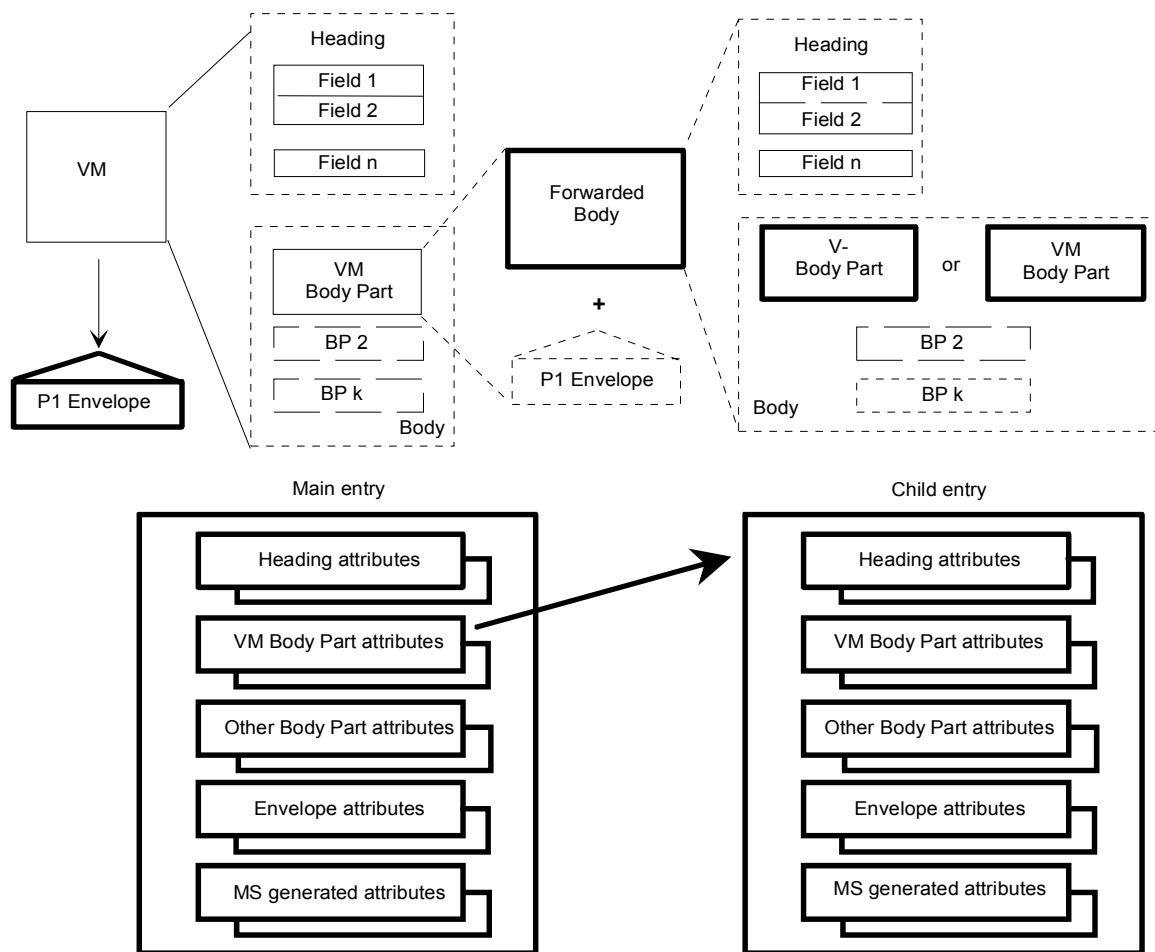 Heading
Field 1
Field 2
Field n
VM
P1 Envelope
VM
Body Part
BP 2
BP k
Body
Forwarded
Body
+
P1 Envelope
Heading
Field 1
Field 2
Field n
V-
Body Part
or
VM
Body Part
BP 2
BP k
Body
Main entry
Heading attributes
VM Body Part attributes
Other Body Part attributes
Envelope attributes
MS generated attributes
Child entry
Heading attributes
VM Body Part attributes
Other Body Part attributes
Envelope attributes
MS generated attributes